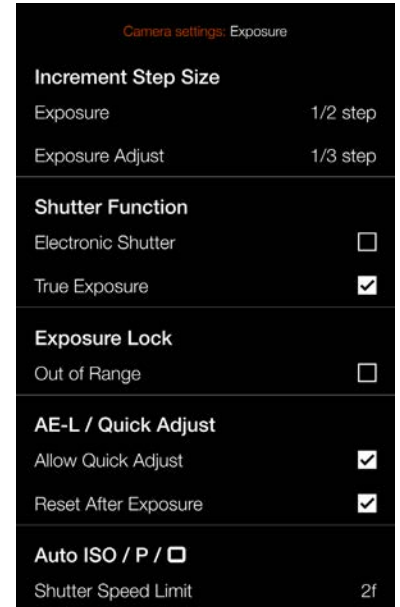 Camera settings: Exposure
Increment Step Size
Exposure 1/2 step
Exposure Adjust 1/3 step
Shutter Function
Electronic Shutter
True Exposure
Exposure Lock
Out of Range
AE-L / Quick Adjust
Allow Quick Adjust
Reset After Exposure
Auto ISO / P /
Shutter Speed Limit 2f